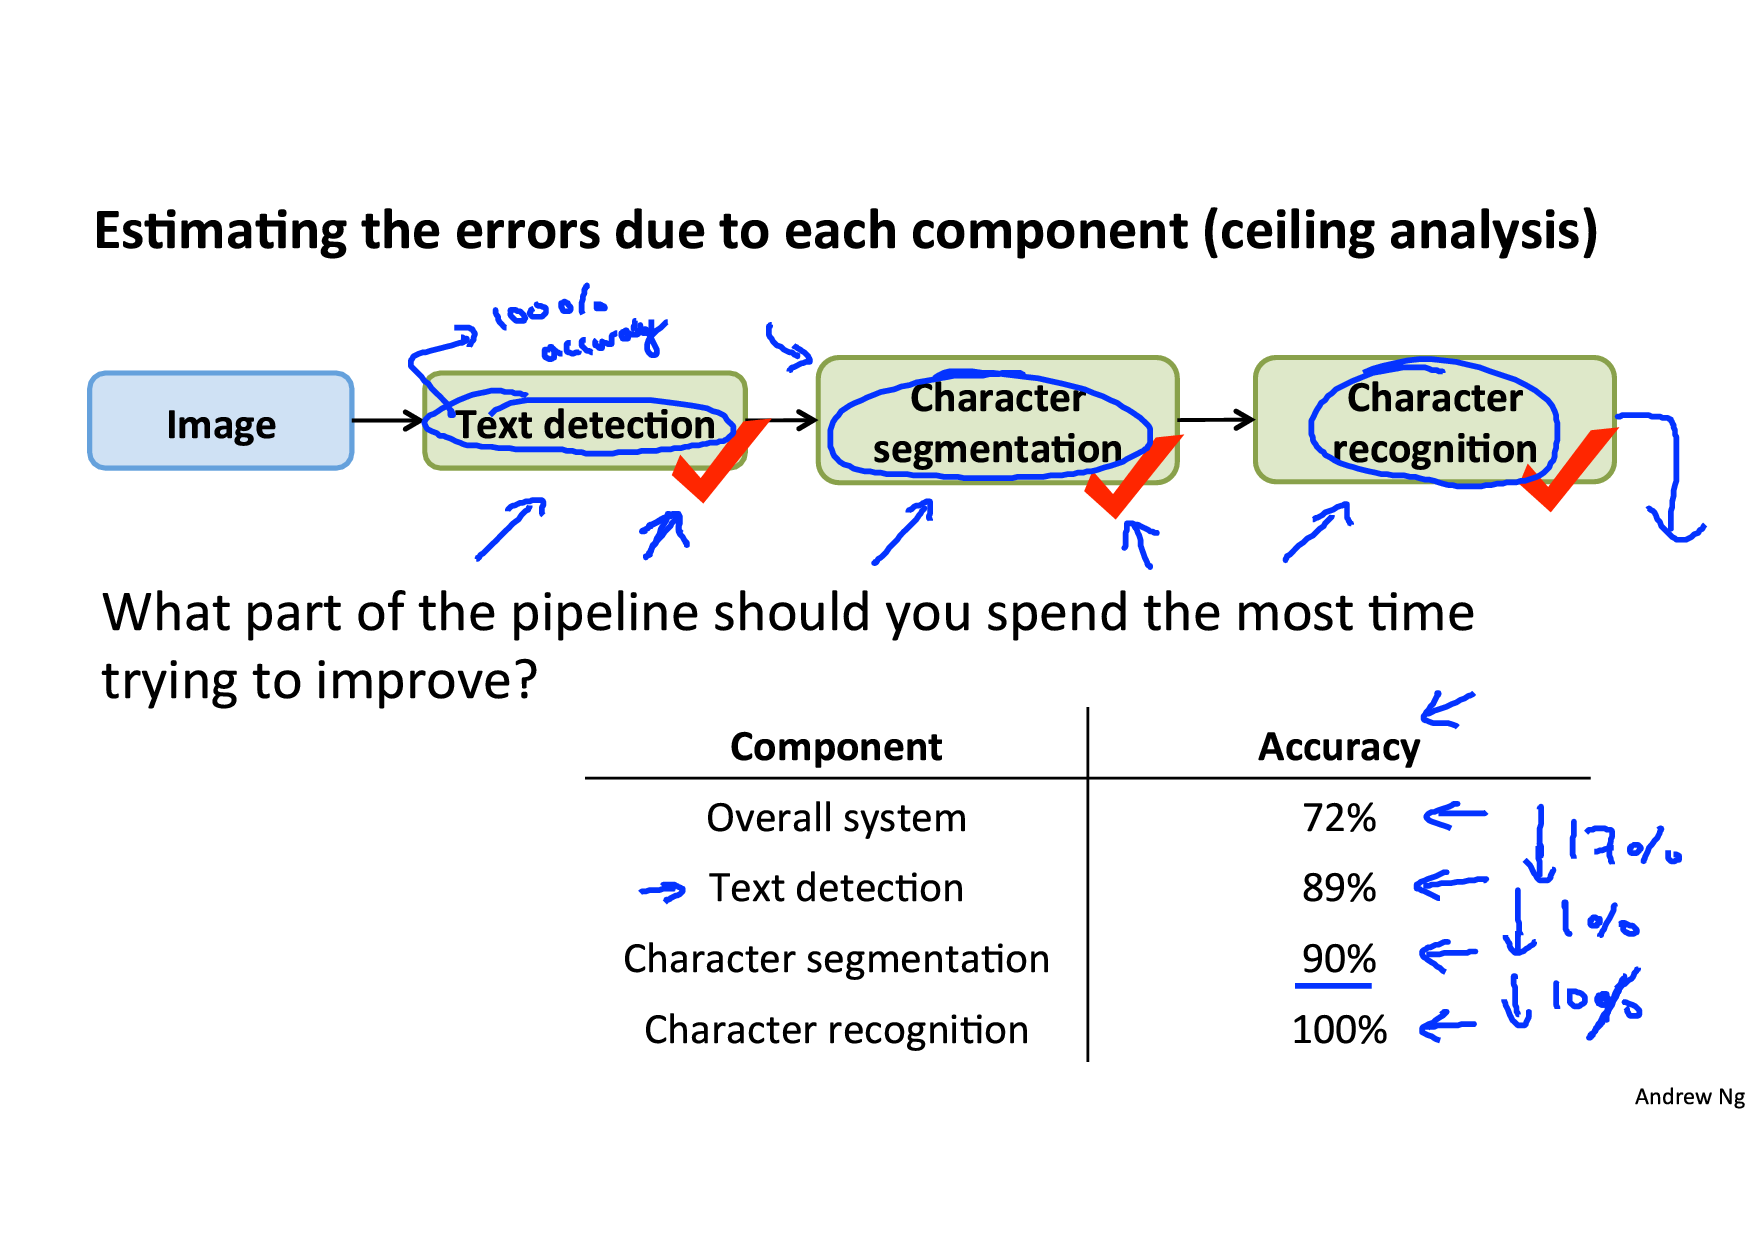 Estimating the errors due to each component (ceiling analysis)
100%
accuracy
Image
Text detection
Character
segmentation
Character
recognition
What part of the pipeline should you spend the most time
trying to improve?
Component Accuracy
Overall system 72%
17%
Text detection 89%
1%
Character segmentation 90%
10%
Character recognition 100%
Andrew Ng